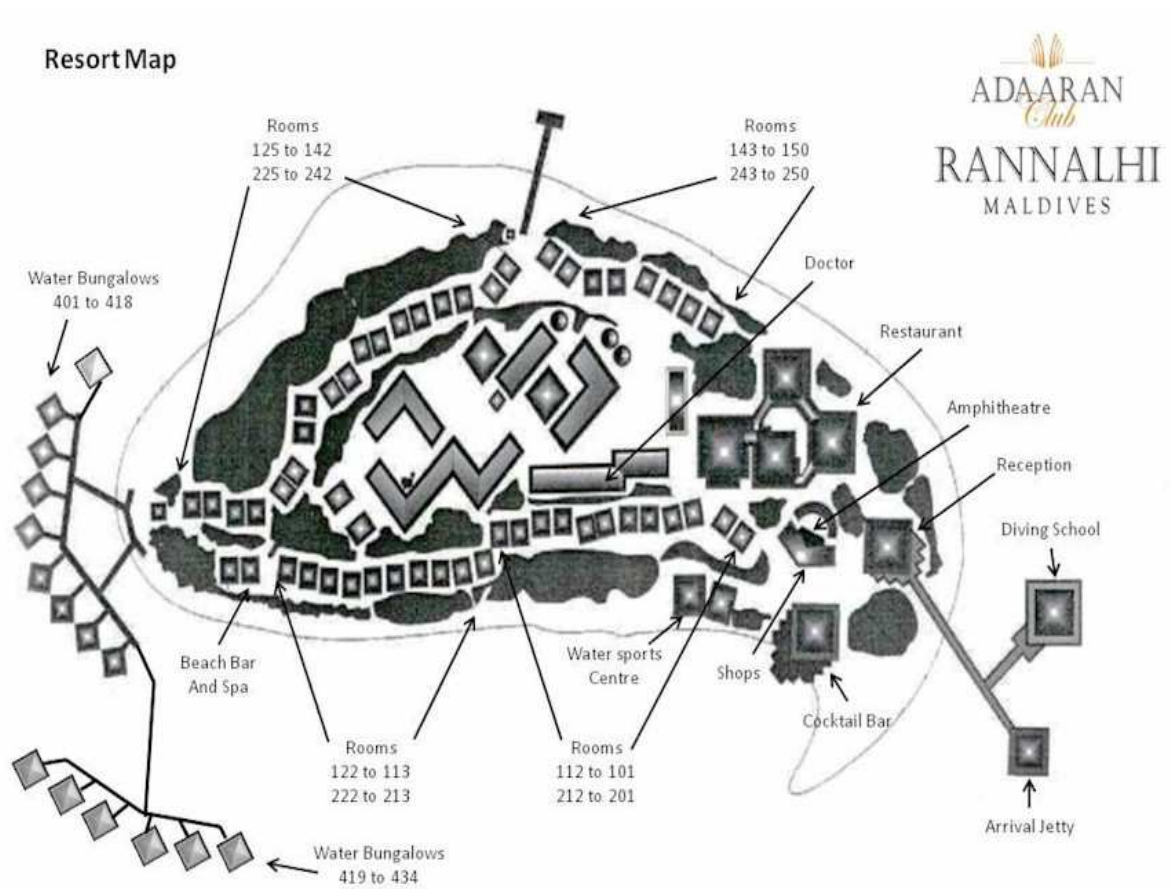 Resort Map
ADAARAN
Club
RANNALHI
MALDIVES
Rooms
125 to 142
225 to 242
Rooms
143 to 150
243 to 250
Doctor
Water Bungalows
401 to 418
Restaurant
Amphitheatre
Reception
Diving School
Beach Bar
And Spa
Water sports
Centre
Shops
Cocktail Bar
Rooms
122 to 113
222 to 213
Rooms
112 to 101
212 to 201
Arrival Jetty
Water Bungalows
419 to 434